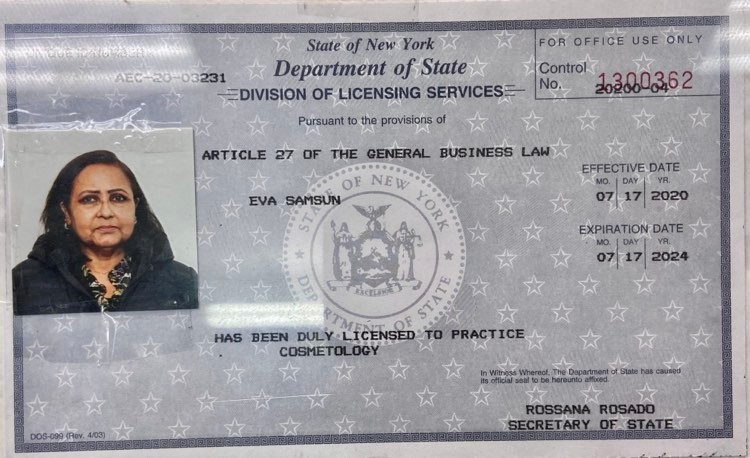 State of New York
Department of State
DIVISION OF LICENSING SERVICES
FOR OFFICE USE ONLY
Control
No. 1300362
AEC-20-03231
20200-04
Pursuant to the provisions of
ARTICLE 27 OF THE GENERAL BUSINESS LAW
EVA SAMSUN
EFFECTIVE DATE
MO. DAY YR.
07 17 2020
EXPIRATION DATE
MO. DAY YR.
07 17 2024
STATE OF NEW YORK
EXCELSIOR
DEPARTMENT OF STATE
HAS BEEN DULY LICENSED TO PRACTICE
COSMETOLOGY
In Witness Whereof, The Department of State has caused
its official seal to be hereunto affixed.
ROSSANA ROSADO
SECRETARY OF STATE
DOS-099 (Rev. 4/03)